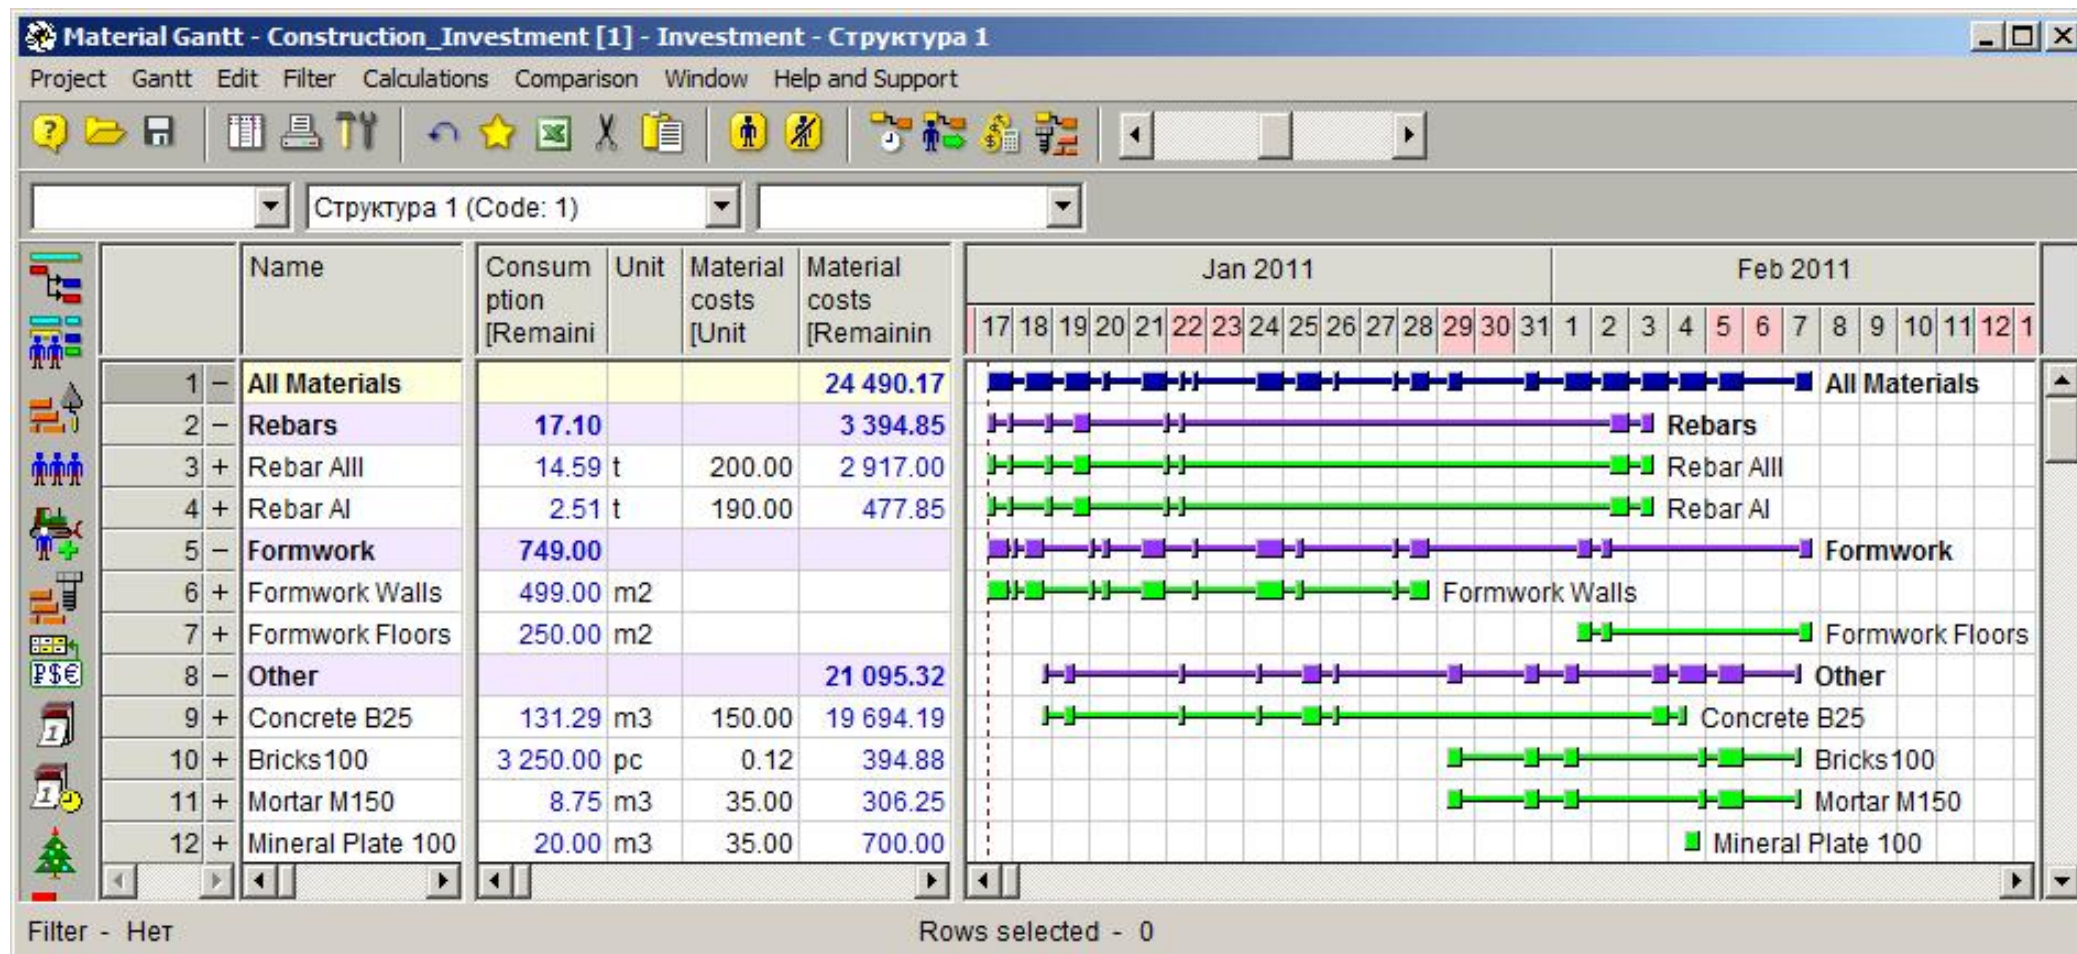 Material Gantt - Construction_Investment [1] - Investment - Структура 1
Project Gantt Edit Filter Calculations Comparison Window Help and Support
Структура 1 (Code: 1)
Name Consum Unit Material Material Jan 2011 Feb 2011
ption costs costs
[Remaini [Unit [Remainin
17 18 19 20 21 22 23 24 25 26 27 28 29 30 31 1 2 3 4 5 6 7 8 9 10 11 12 1
1 − All Materials 24 490.17 All Materials
2 − Rebars 17.10 3 394.85 Rebars
3 + Rebar AIII 14.59 t 200.00 2 917.00 Rebar AIII
4 + Rebar AI 2.51 t 190.00 477.85 Rebar AI
5 − Formwork 749.00 Formwork
6 + Formwork Walls 499.00 m2 Formwork Walls
7 + Formwork Floors 250.00 m2 Formwork Floors
8 − Other 21 095.32 Other
9 + Concrete B25 131.29 m3 150.00 19 694.19 Concrete B25
10 + Bricks100 3 250.00 pc 0.12 394.88 Bricks100
11 + Mortar M150 8.75 m3 35.00 306.25 Mortar M150
12 + Mineral Plate 100 20.00 m3 35.00 700.00 Mineral Plate 100
Filter - Нет Rows selected - 0